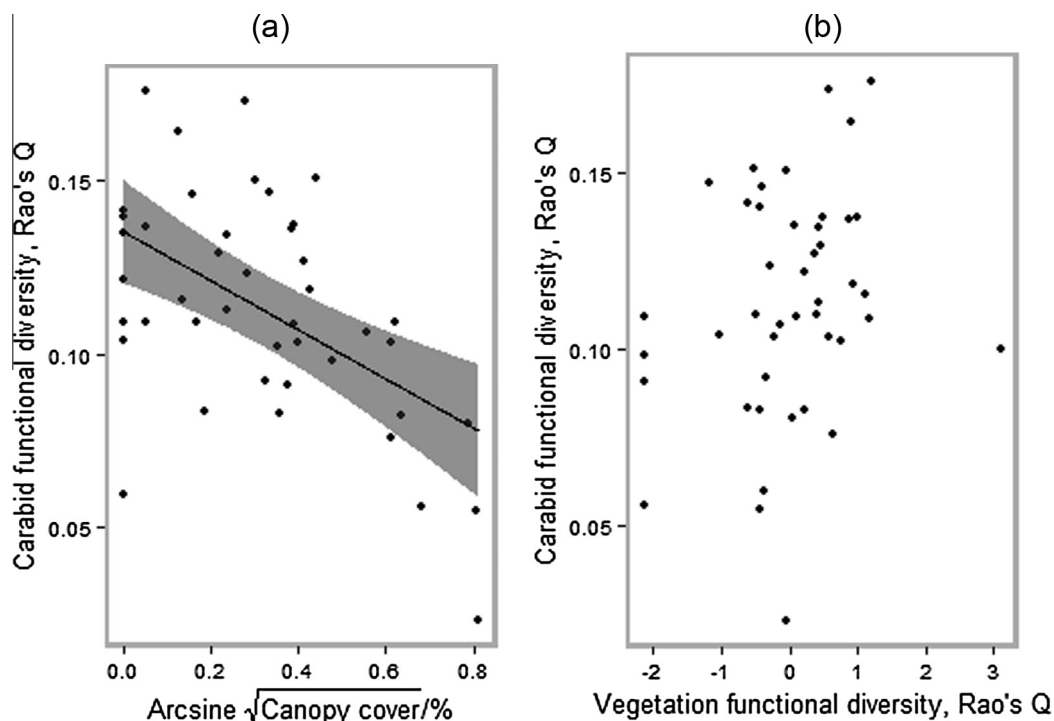 (a)
Carabid functional diversity, Rao's Q
0.15
0.10
0.05
0.0 0.2 0.4 0.6 0.8
Arcsine √Canopy cover/%
(b)
Carabid functional diversity, Rao's Q
0.15
0.10
0.05
-2 -1 0 1 2 3
Vegetation functional diversity, Rao's Q